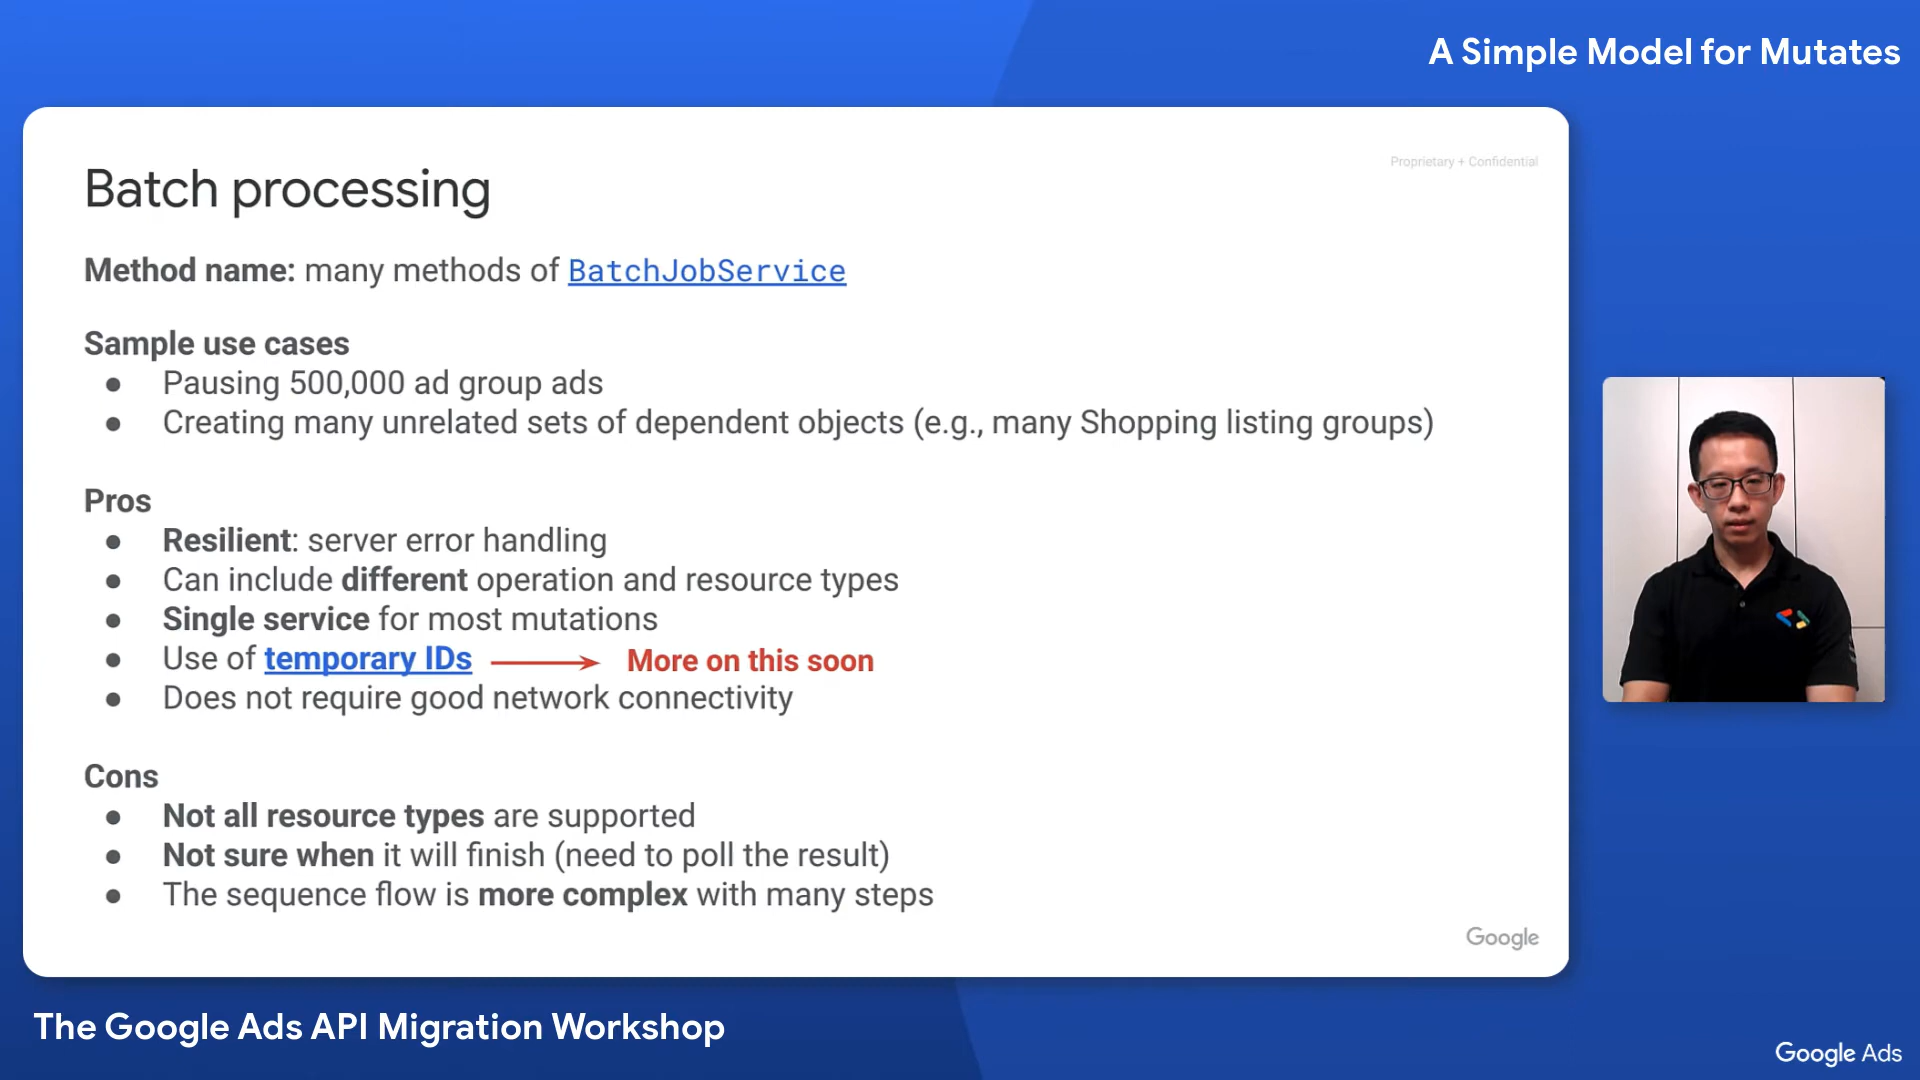 A Simple Model for Mutates
Proprietary + Confidential
Batch processing
Method name: many methods of BatchJobService
Sample use cases
● Pausing 500,000 ad group ads
● Creating many unrelated sets of dependent objects (e.g., many Shopping listing groups)
Pros
● Resilient: server error handling
● Can include different operation and resource types
● Single service for most mutations
● Use of temporary IDs More on this soon
● Does not require good network connectivity
Cons
● Not all resource types are supported
● Not sure when it will finish (need to poll the result)
● The sequence flow is more complex with many steps
Google
The Google Ads API Migration Workshop
Google Ads